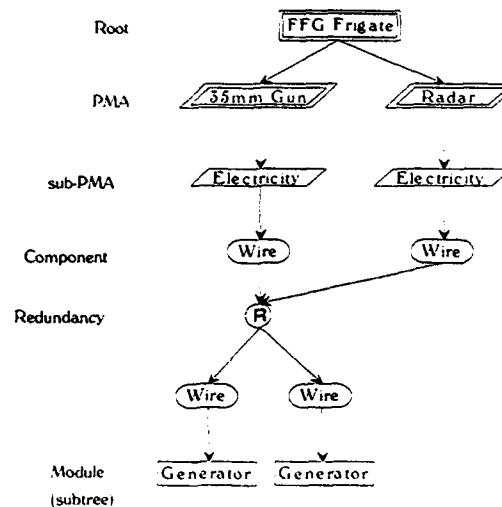 Root FFG Frigate
PMA 35mm Gun Radar
sub-PMA Electricity Electricity
Component Wire Wire
Redundancy R
Wire Wire
Module Generator Generator
(subtree)